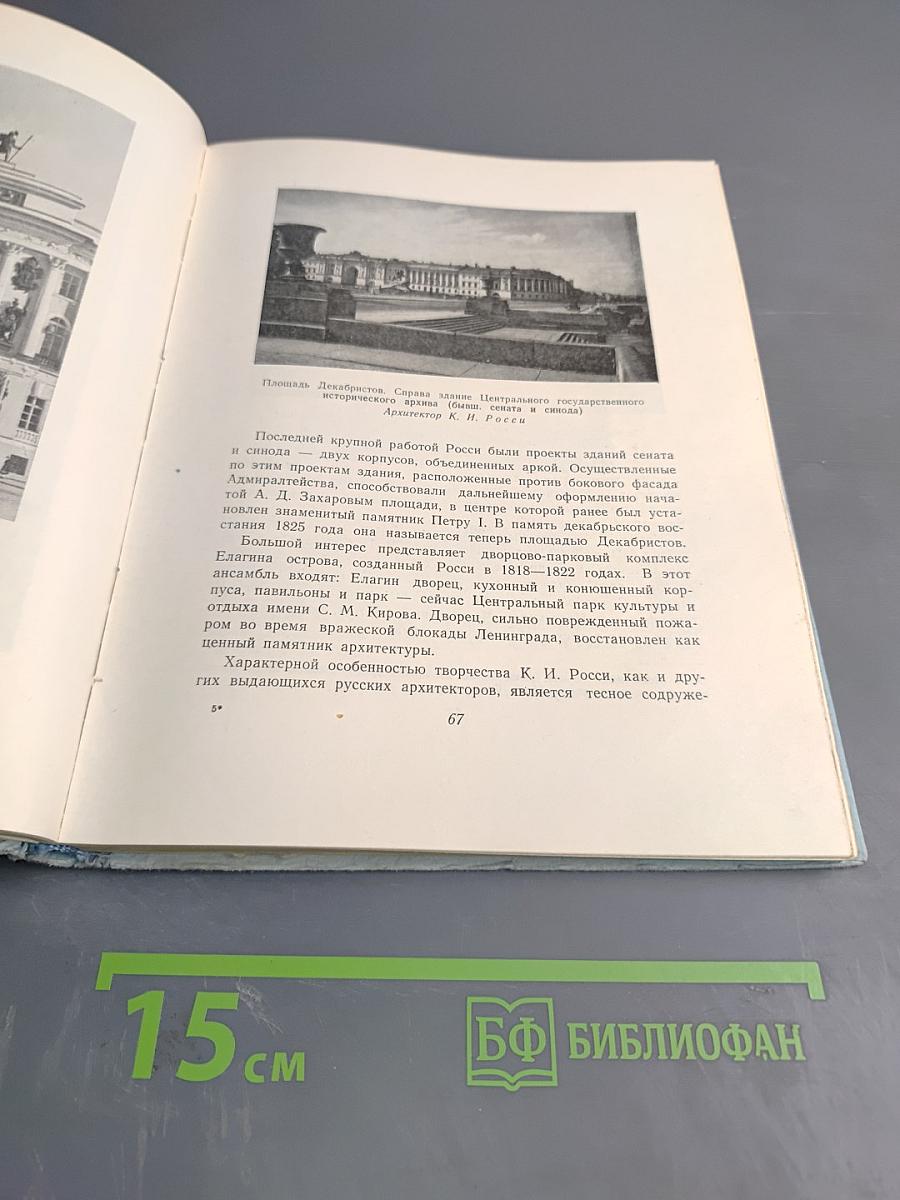 Площадь Декабристов. Справа здание Центрального государственного
исторического архива (бывш. сената и синода)
Архитектор К. И. Росси
Последней крупной работой Росси были проекты зданий сената
и синода — двух корпусов, объединенных аркой. Осуществленные
по этим проектам здания, расположенные против бокового фасада
Адмиралтейства, способствовали дальнейшему оформлению нача-
той А. Д. Захаровым площади, в центре которой ранее был уста-
новлен знаменитый памятник Петру I. В память декабрьского вос-
стания 1825 года она называется теперь площадью Декабристов.
Большой интерес представляет дворцово-парковый комплекс
Елагина острова, созданный Росси в 1818—1822 годах. В этот
ансамбль входят: Елагин дворец, кухонный и конюшенный кор-
пуса, павильоны и парк — сейчас Центральный парк культуры и
отдыха имени С. М. Кирова. Дворец, сильно поврежденный пожа-
ром во время вражеской блокады Ленинграда, восстановлен как
ценный памятник архитектуры.
Характерной особенностью творчества К. И. Росси, как и дру-
гих выдающихся русских архитекторов, является тесное содруже-
5*
67
15 см
БФ БИБЛИОФАН